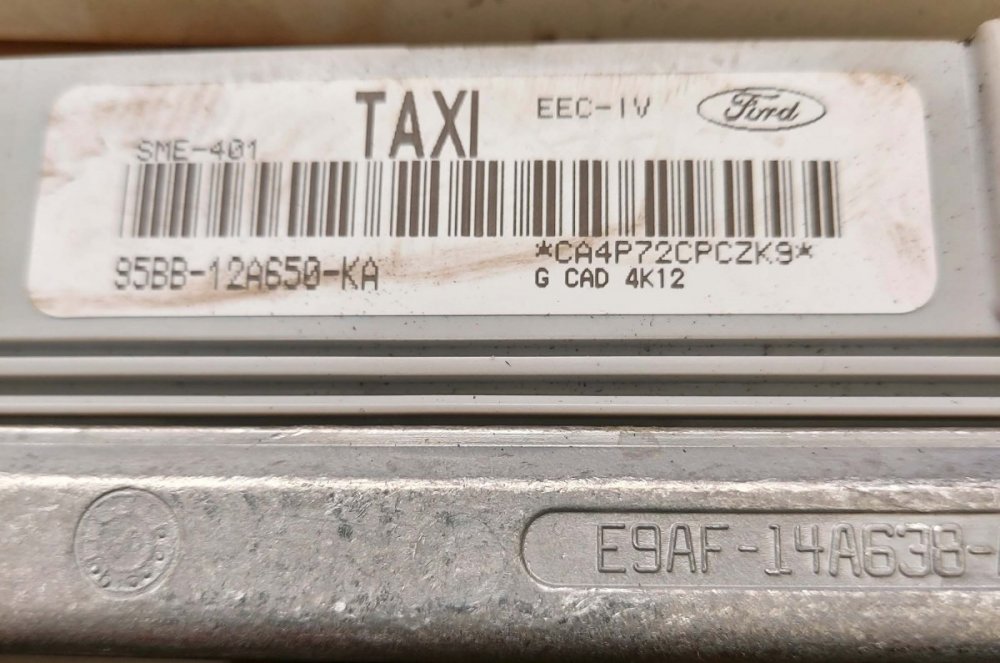 TAXI EEC-IV Ford
SME-401
95BB-12A650-KA *CA4P72CPCZK9*
G CAD 4K12
E9AF-14A638-